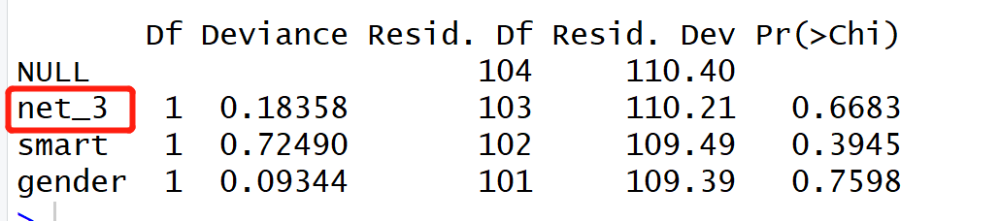 Df Deviance Resid. Df Resid. Dev Pr(>Chi)
NULL 104 110.40
net_3 1 0.18358 103 110.21 0.6683
smart 1 0.72490 102 109.49 0.3945
gender 1 0.09344 101 109.39 0.7598
>